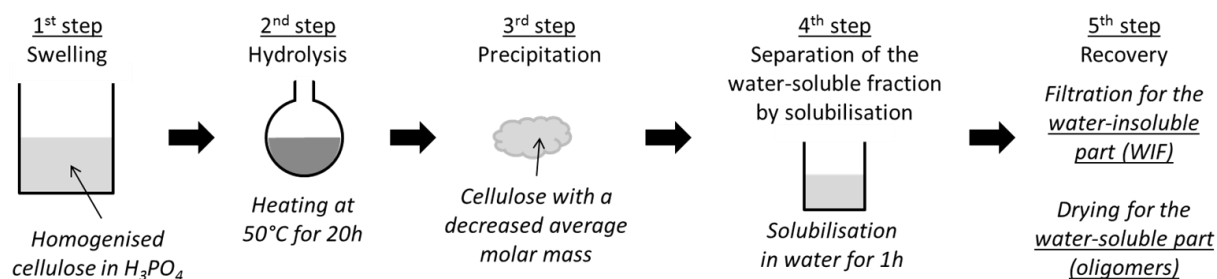 1st step
Swelling
Homogenised
cellulose in H₃PO₄
2nd step
Hydrolysis
Heating at
50°C for 20h
3rd step
Precipitation
Cellulose with a
decreased average
molar mass
4th step
Separation of the
water-soluble fraction
by solubilisation
Solubilisation
in water for 1h
5th step
Recovery
Filtration for the
water-insoluble
part (WIF)
Drying for the
water-soluble part
(oligomers)